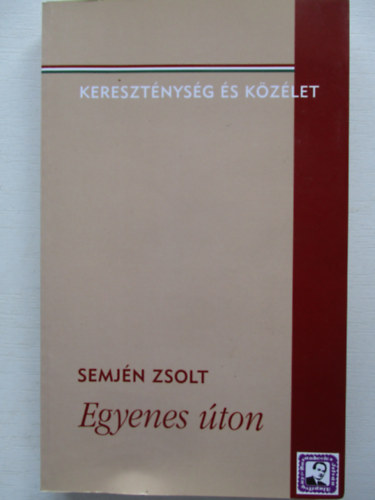 KERESZTÉNYSÉG ÉS KÖZÉLET
SEMJÉN ZSOLT
Egyenes úton